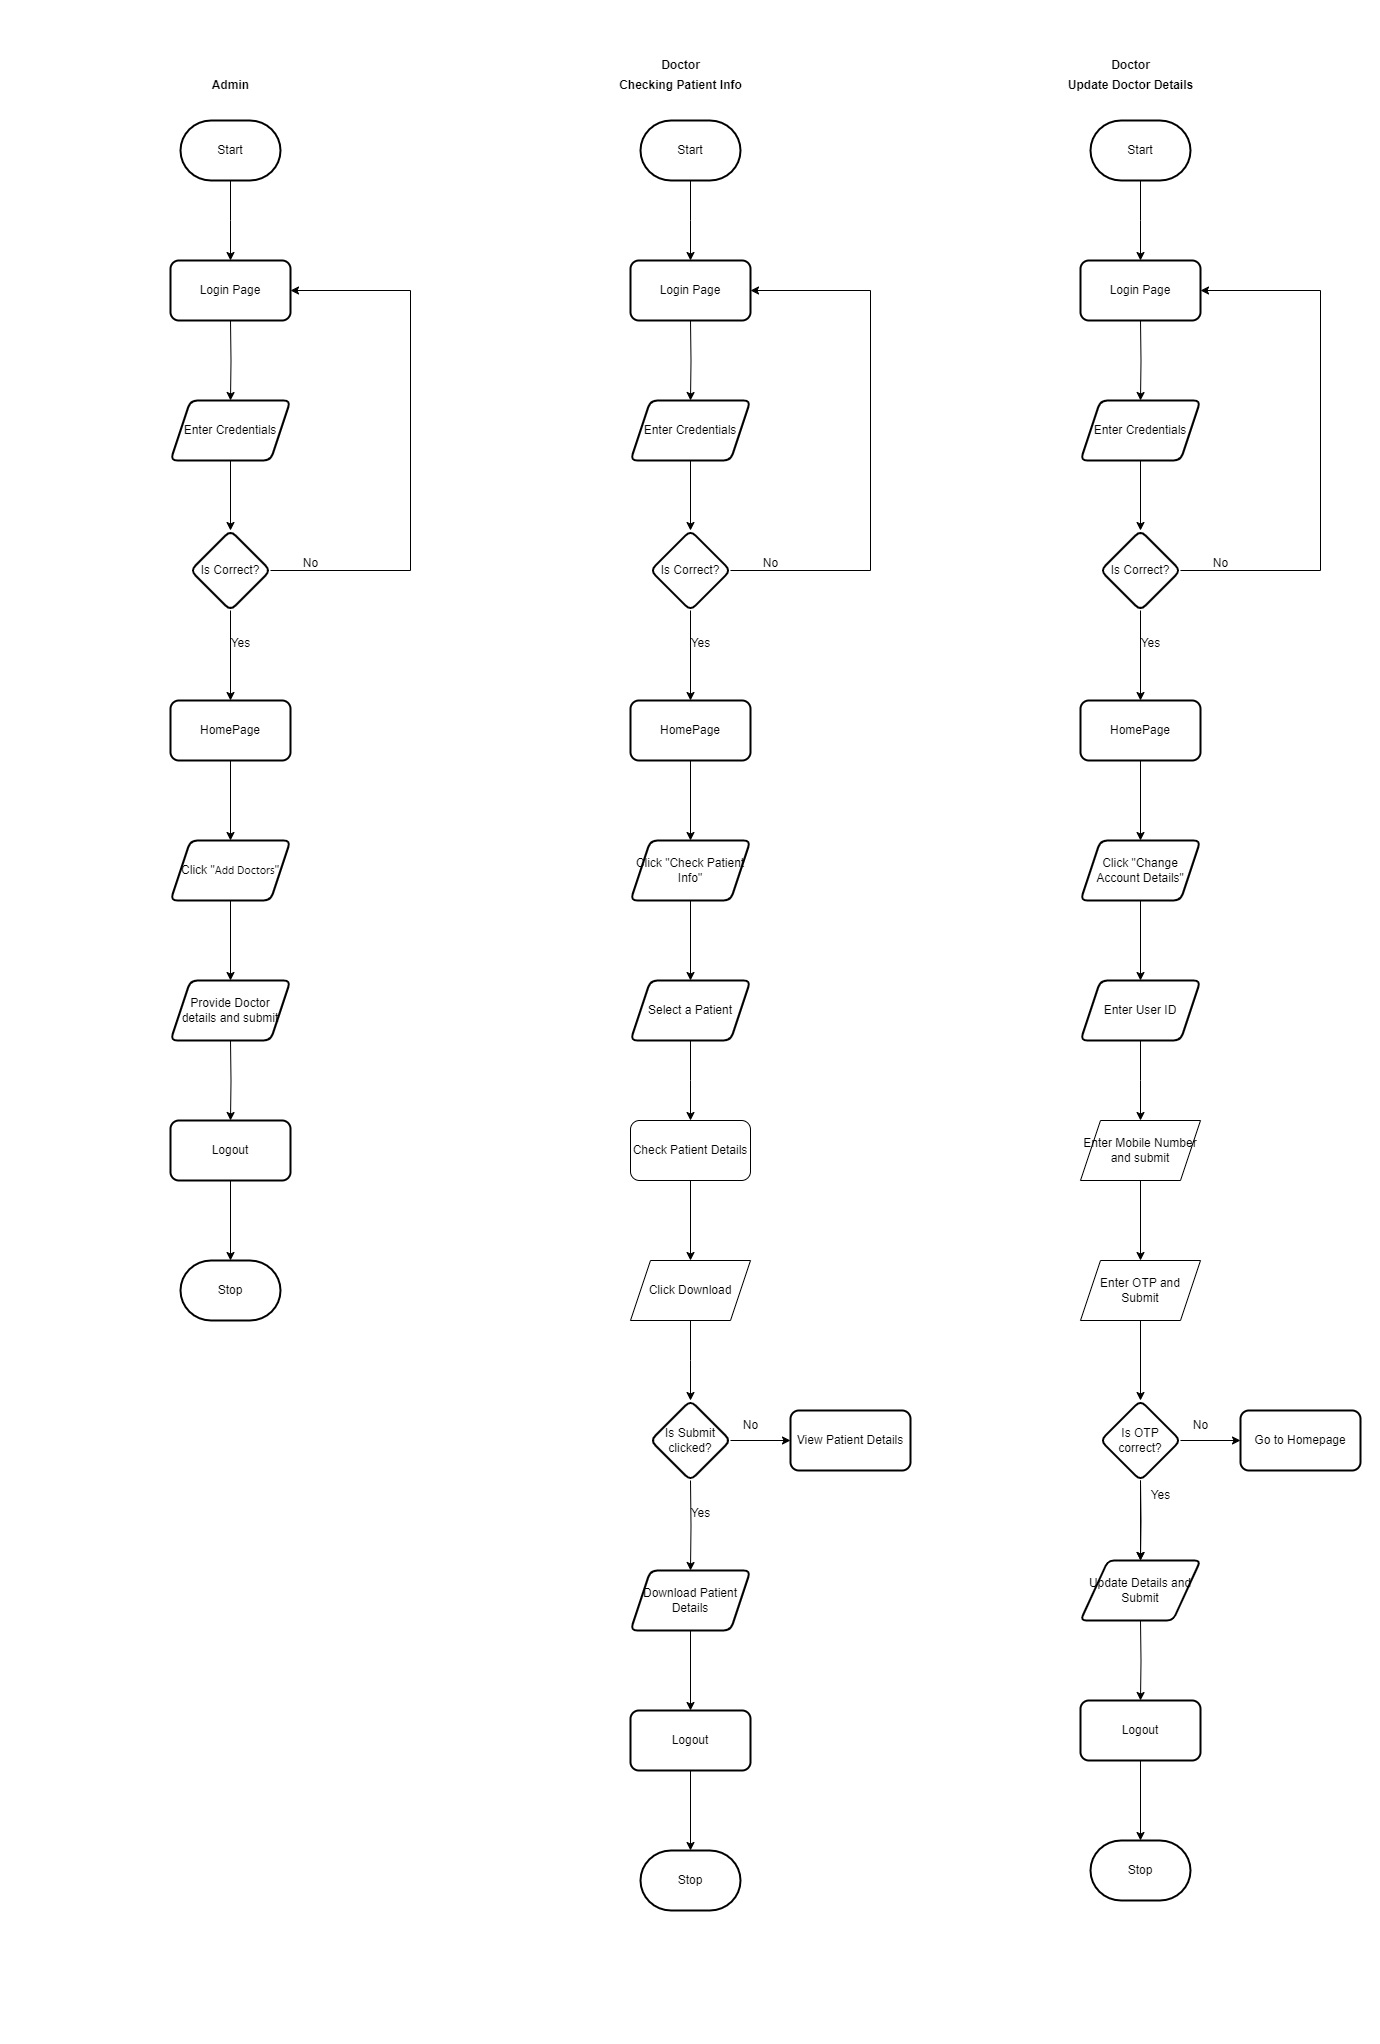 Admin
Start
Login Page
Enter Credentials
Is Correct?
No
Yes
HomePage
Click "Add Doctors"
Provide Doctor
details and submit
Logout
Stop
Doctor
Checking Patient Info
Start
Login Page
Enter Credentials
Is Correct?
No
Yes
HomePage
Click "Check Patient
Info"
Select a Patient
Check Patient Details
Click Download
Is Submit
clicked?
No
View Patient Details
Yes
Download Patient
Details
Logout
Stop
Doctor
Update Doctor Details
Start
Login Page
Enter Credentials
Is Correct?
No
Yes
HomePage
Click "Change
Account Details"
Enter User ID
Enter Mobile Number
and submit
Enter OTP and
Submit
Is OTP
correct?
No
Go to Homepage
Yes
Update Details and
Submit
Logout
Stop